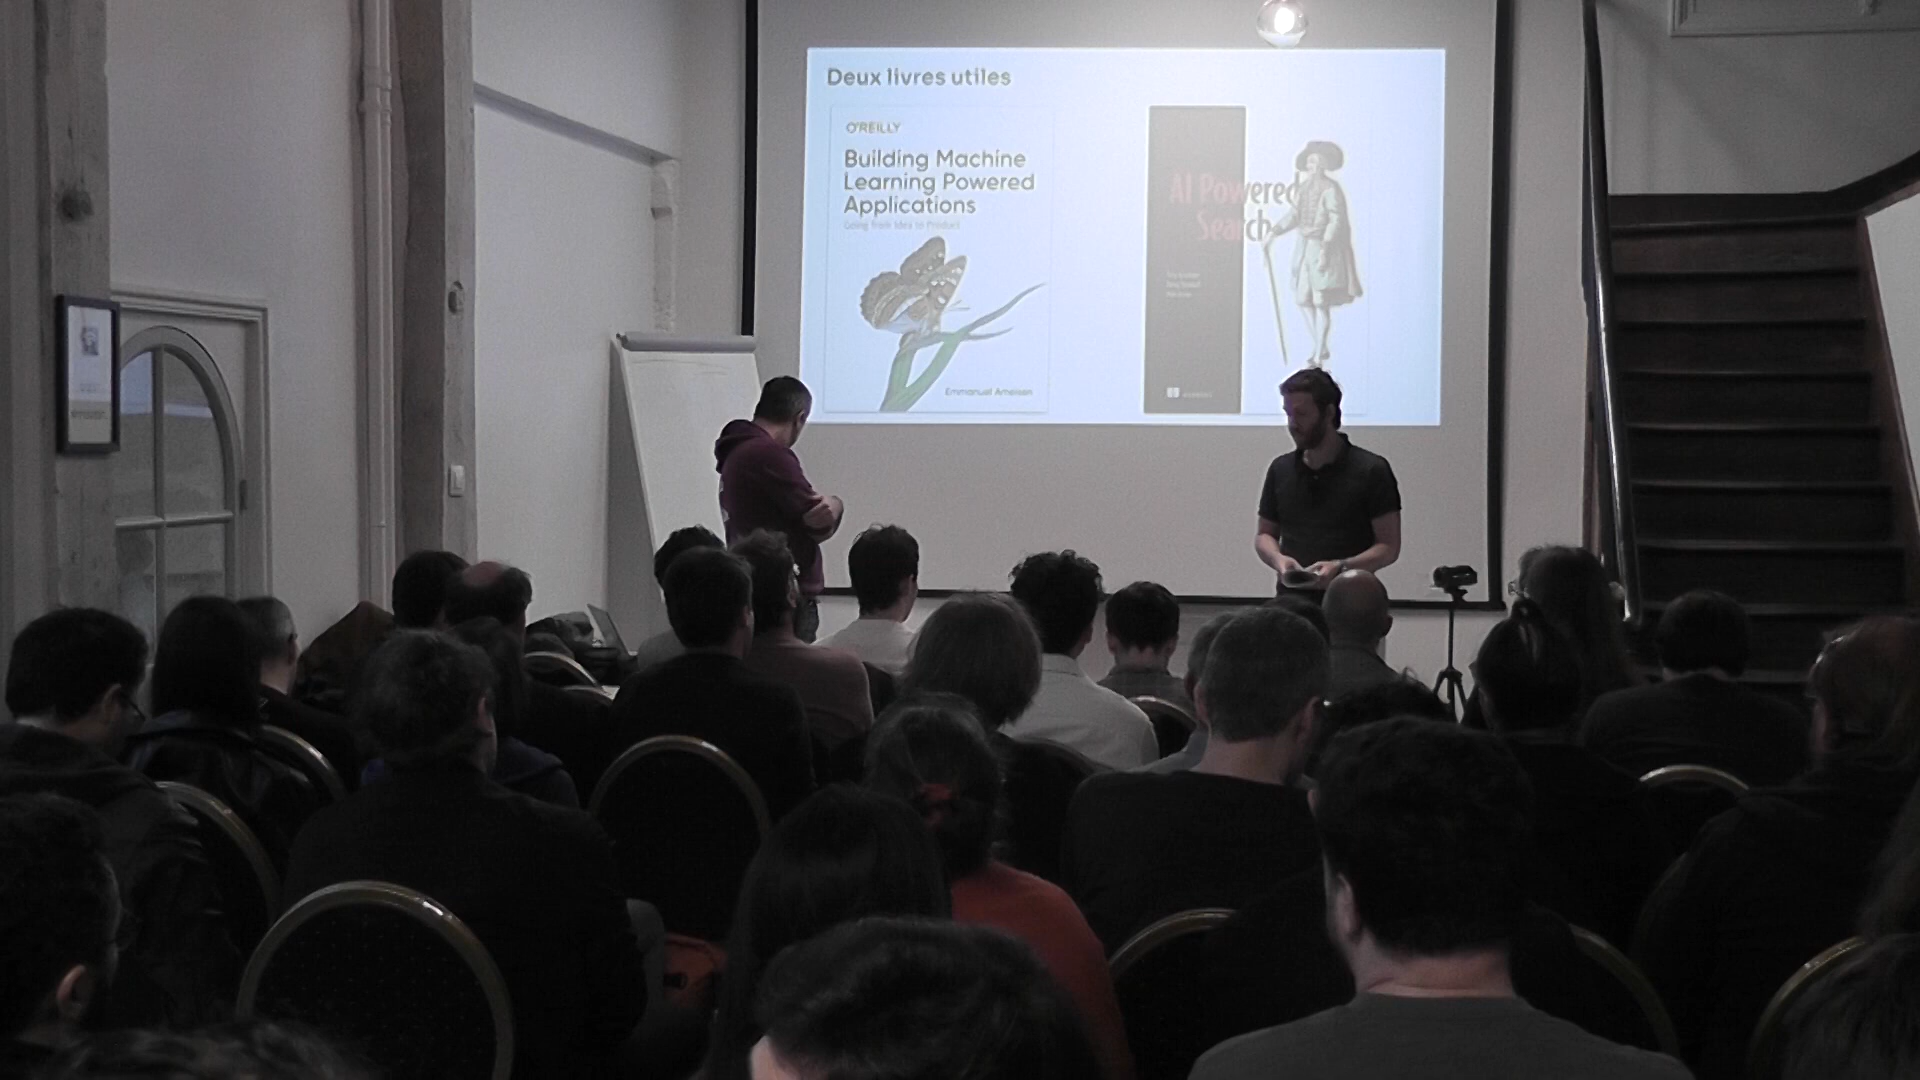 Deux livres utiles
O'REILLY
Building Machine
Learning Powered
Applications
Going from Idea to Product
Emmanuel Ameisen
AI Powered
Search